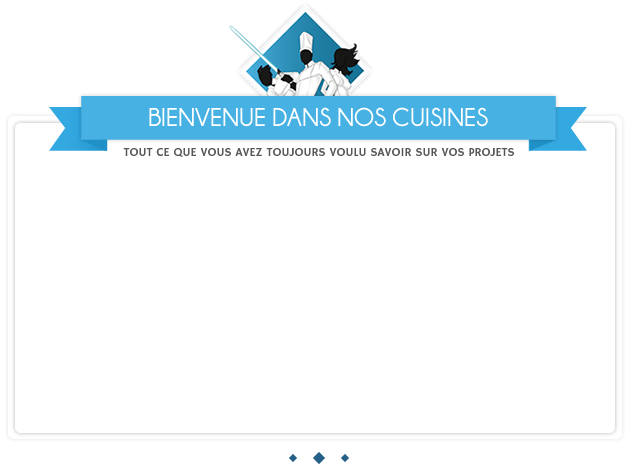 BIENVENUE DANS NOS CUISINES
TOUT CE QUE VOUS AVEZ TOUJOURS VOULU SAVOIR SUR VOS PROJETS